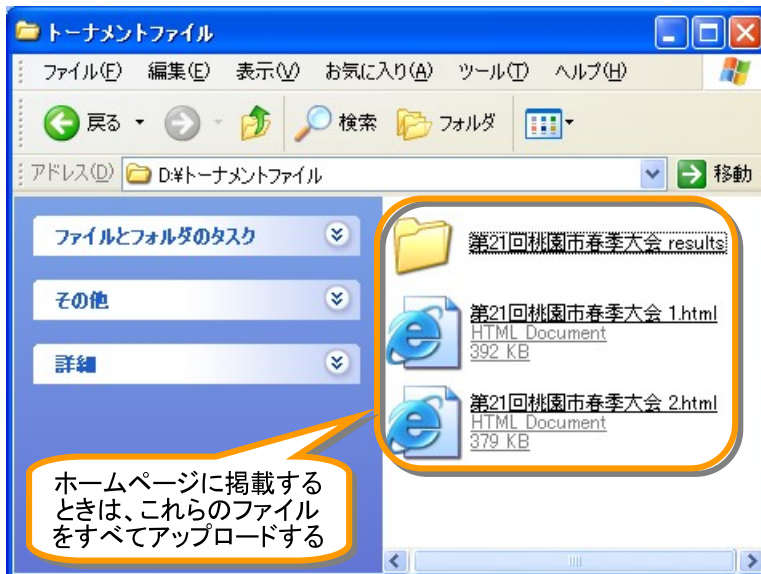 トーナメントファイル
ファイル(F) 編集(E) 表示(V) お気に入り(A) ツール(T) ヘルプ(H)
戻る 検索 フォルダ
アドレス(D) D:¥トーナメントファイル 移動
ファイルとフォルダのタスク
その他
詳細
第21回桃園市春季大会 results
第21回桃園市春季大会 1.html
HTML Document
392 KB
第21回桃園市春季大会 2.html
HTML Document
379 KB
ホームページに掲載する
ときは、これらのファイル
をすべてアップロードする